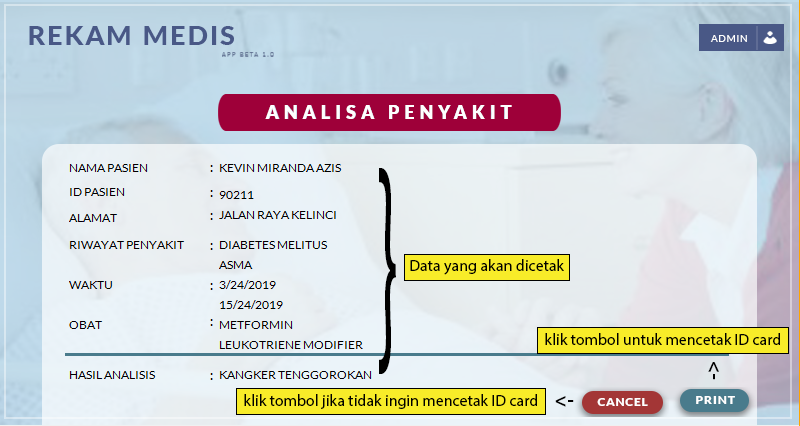 REKAM MEDIS
APP BETA 1.0
ADMIN
ANALISA PENYAKIT
NAMA PASIEN : KEVIN MIRANDA AZIS
ID PASIEN : 90211
ALAMAT : JALAN RAYA KELINCI
RIWAYAT PENYAKIT : DIABETES MELITUS
ASMA
Data yang akan dicetak
WAKTU : 3/24/2019
15/24/2019
OBAT : METFORMIN
LEUKOTRIENE MODIFIER
klik tombol untuk mencetak ID card
HASIL ANALISIS : KANGKER TENGGOROKAN
klik tombol jika tidak ingin mencetak ID card
<-
CANCEL
PRINT